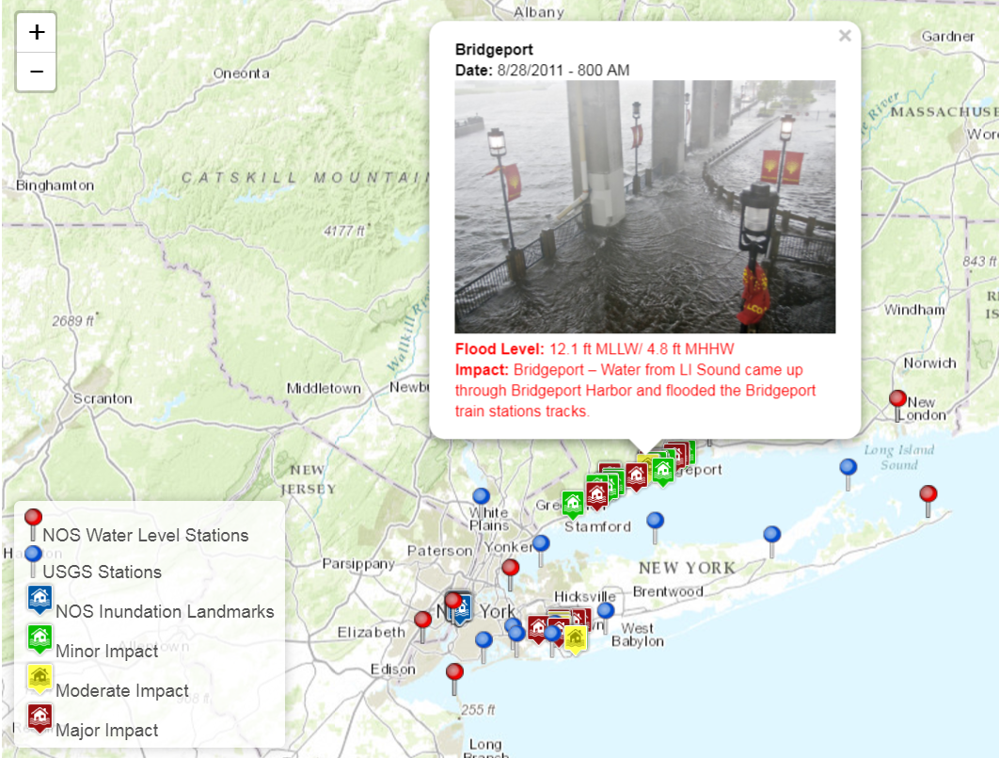 +
−
Albany
Gardner
Oneonta
MASSACHUSE
Binghamton
CATSKILL MOUNTAIN
4177 ft
2689 ft
Wallkill Riv
Middletown
Newbu
Scranton
NEW
JERSEY
843 ft
Windham
Norwich
New
London
Long Island
Sound
×
Bridgeport
Date: 8/28/2011 - 800 AM
Flood Level: 12.1 ft MLLW/ 4.8 ft MHHW
Impact: Bridgeport – Water from LI Sound came up
through Bridgeport Harbor and flooded the Bridgeport
train stations tracks.
geport
Gre
Stamford
White
Plains
Paterson
Yonker
Parsippany
NEW YORK
Hicksville
Brentwood
N York
Elizabeth
yn
West
Babylon
Edison
255 ft
Long
Branch
NOS Water Level Stations
USGS Stations
NOS Inundation Landmarks
Minor Impact
Allentown
Moderate Impact
Major Impact